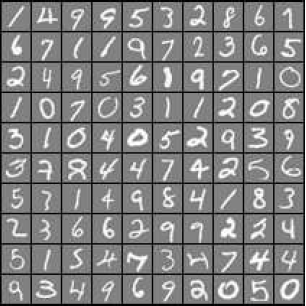 1 4 9 9 5 3 2 8 6 1
6 7 1 1 9 7 2 3 6 5
2 4 9 5 6 1 9 7 1 0
1 0 7 0 3 1 1 2 0 8
3 1 0 4 0 5 2 9 3 9
3 7 8 4 4 7 4 2 5 6
5 7 1 4 9 8 4 1 8 3
2 3 6 6 2 9 9 2 2 4
5 1 5 4 7 3 4 7 4 4
9 3 4 9 6 9 2 0 5 0